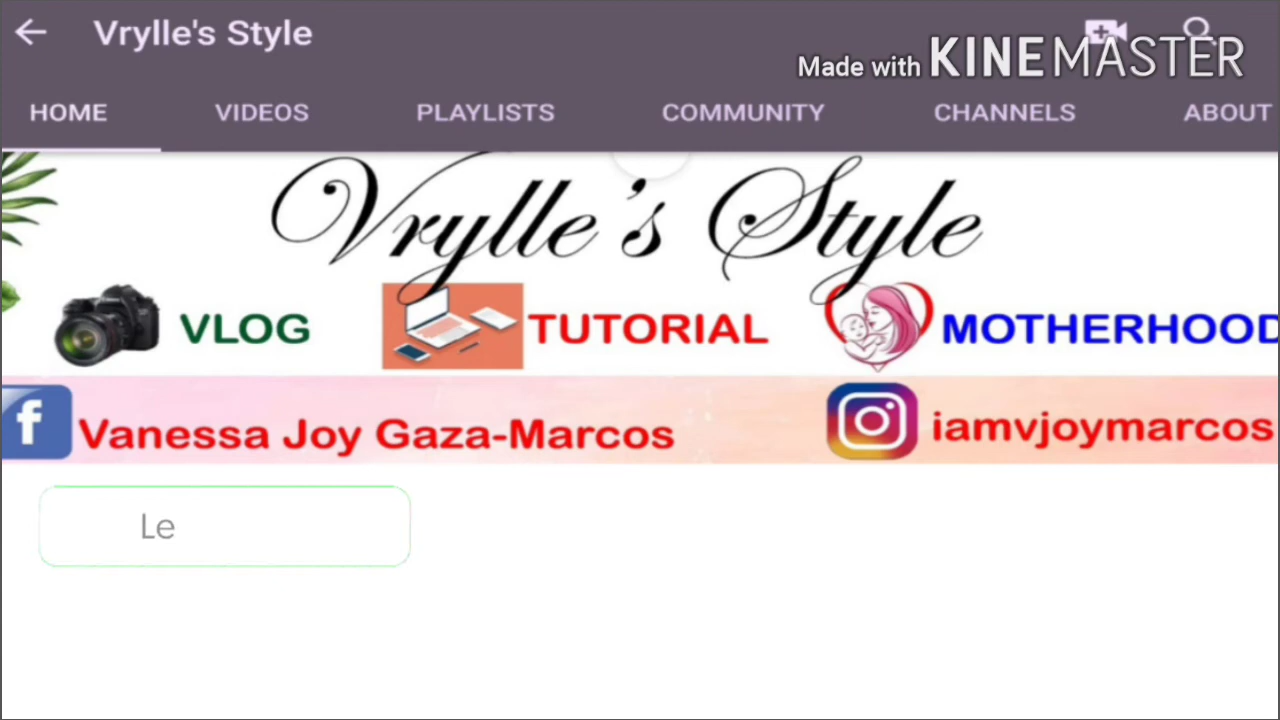 Vrylle's Style
Made with KINEMASTER
HOME VIDEOS PLAYLISTS COMMUNITY CHANNELS ABOUT
Vrylle's Style
VLOG TUTORIAL MOTHERHOOD
f Vanessa Joy Gaza-Marcos iamvjoymarcos
Le